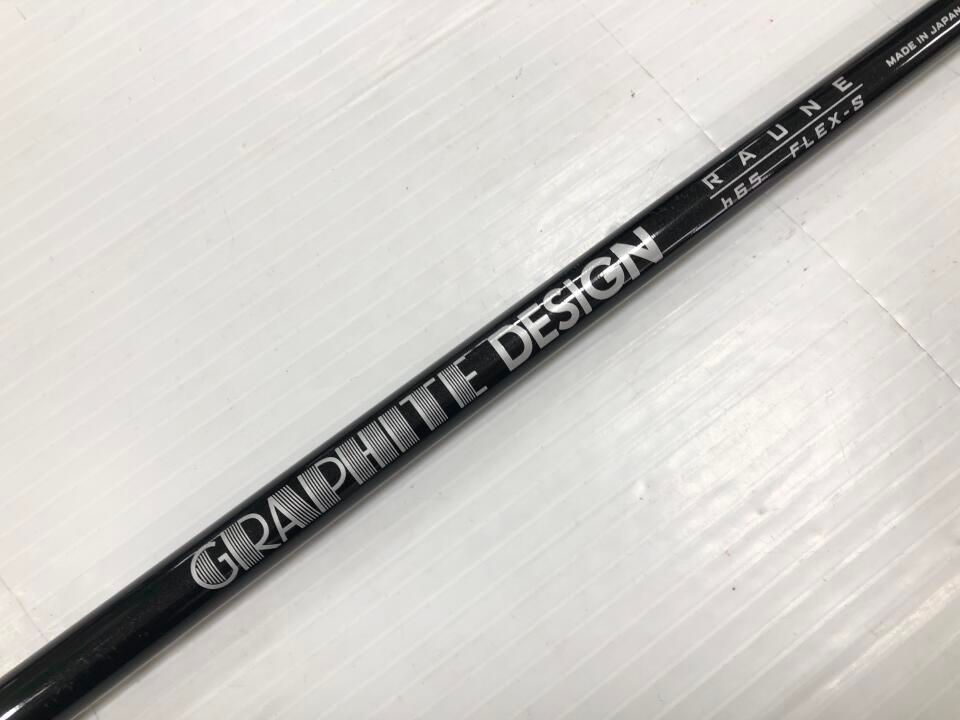 GRAPHITE DESIGN
RAUNE
h65 FLEX-S
MADE IN JAPAN